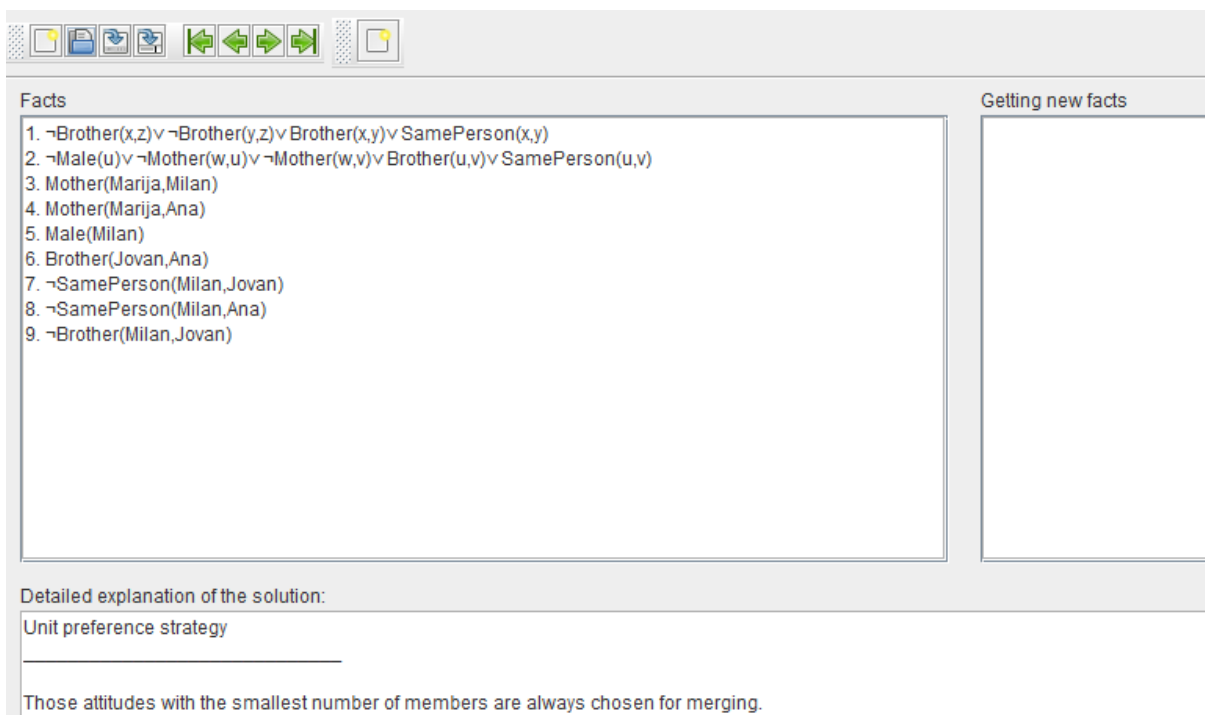 Facts
Getting new facts
1. ¬Brother(x,z)∨¬Brother(y,z)∨Brother(x,y)∨SamePerson(x,y)
2. ¬Male(u)∨¬Mother(w,u)∨¬Mother(w,v)∨Brother(u,v)∨SamePerson(u,v)
3. Mother(Marija,Milan)
4. Mother(Marija,Ana)
5. Male(Milan)
6. Brother(Jovan,Ana)
7. ¬SamePerson(Milan,Jovan)
8. ¬SamePerson(Milan,Ana)
9. ¬Brother(Milan,Jovan)
Detailed explanation of the solution:
Unit preference strategy
Those attitudes with the smallest number of members are always chosen for merging.